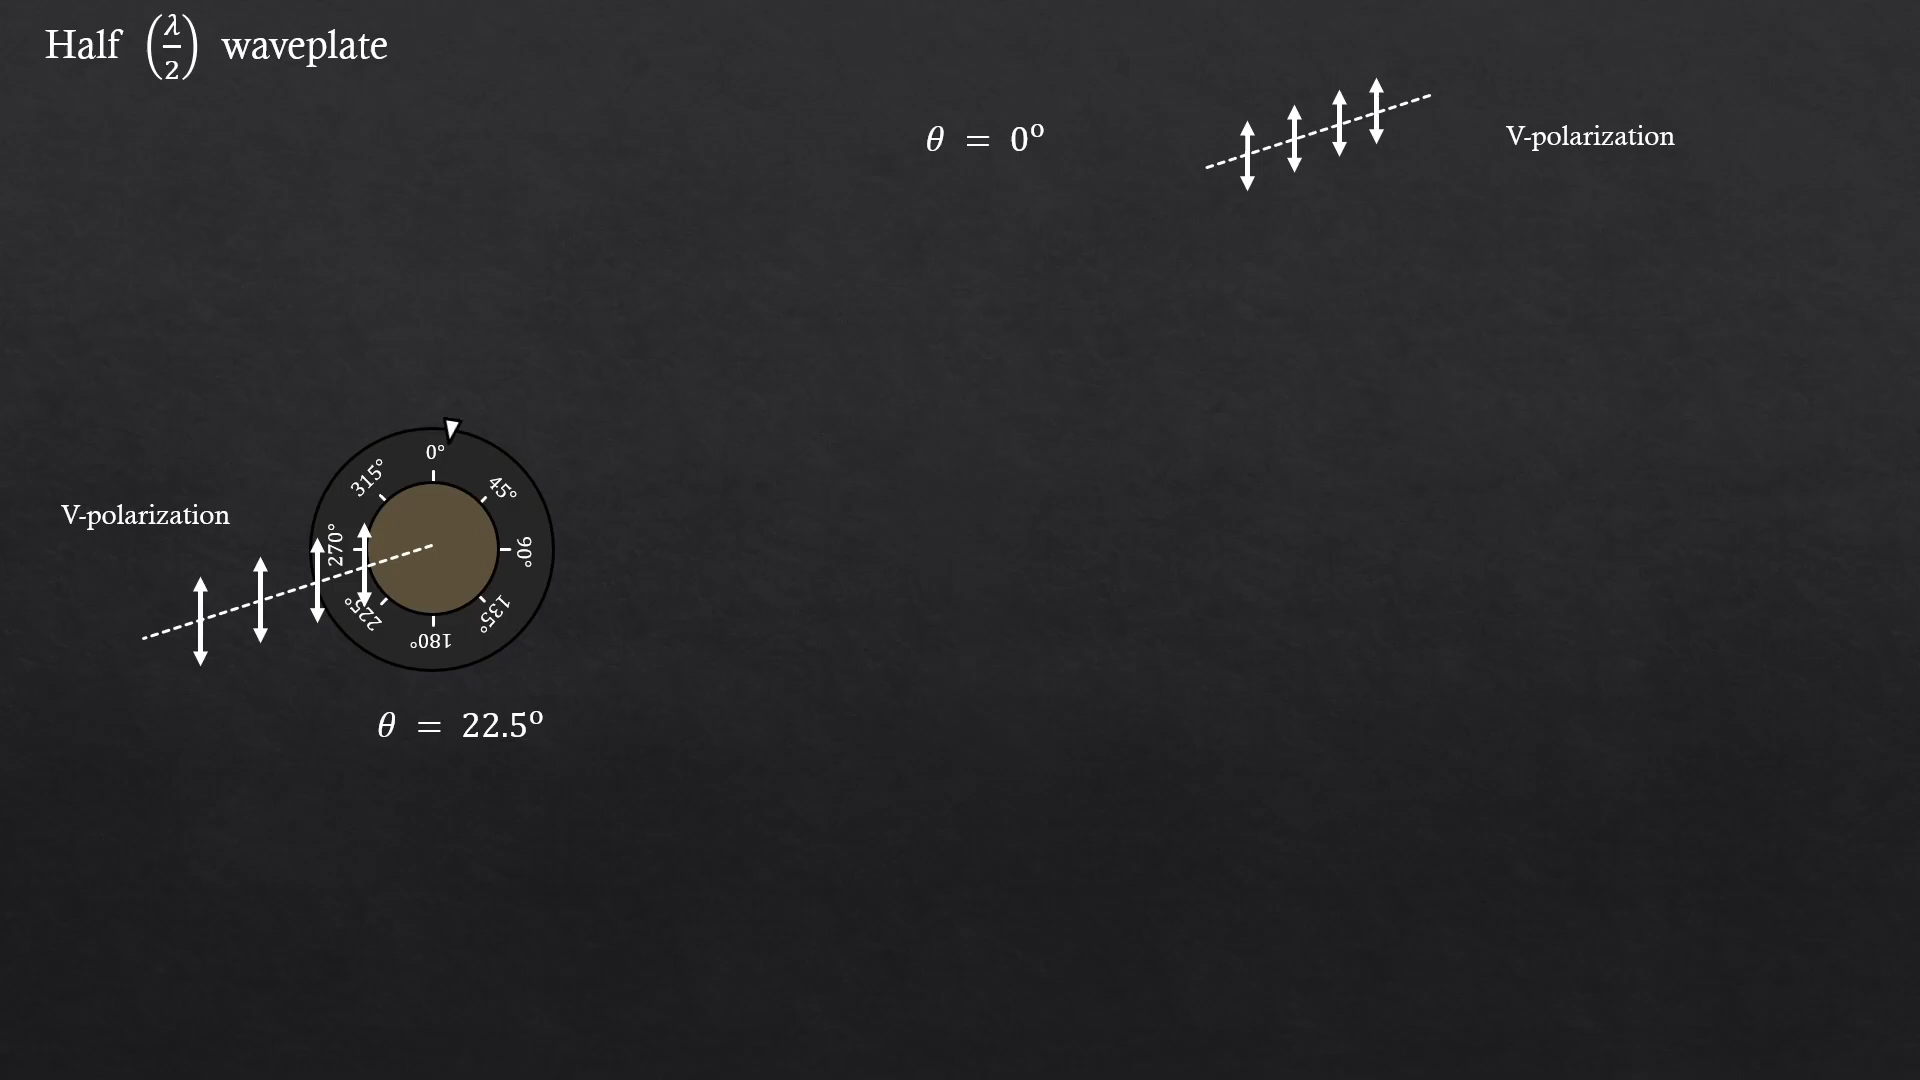 Half (λ/2) waveplate
θ = 0°
V-polarization
0°
45°
90°
135°
180°
225°
270°
315°
V-polarization
θ = 22.5°